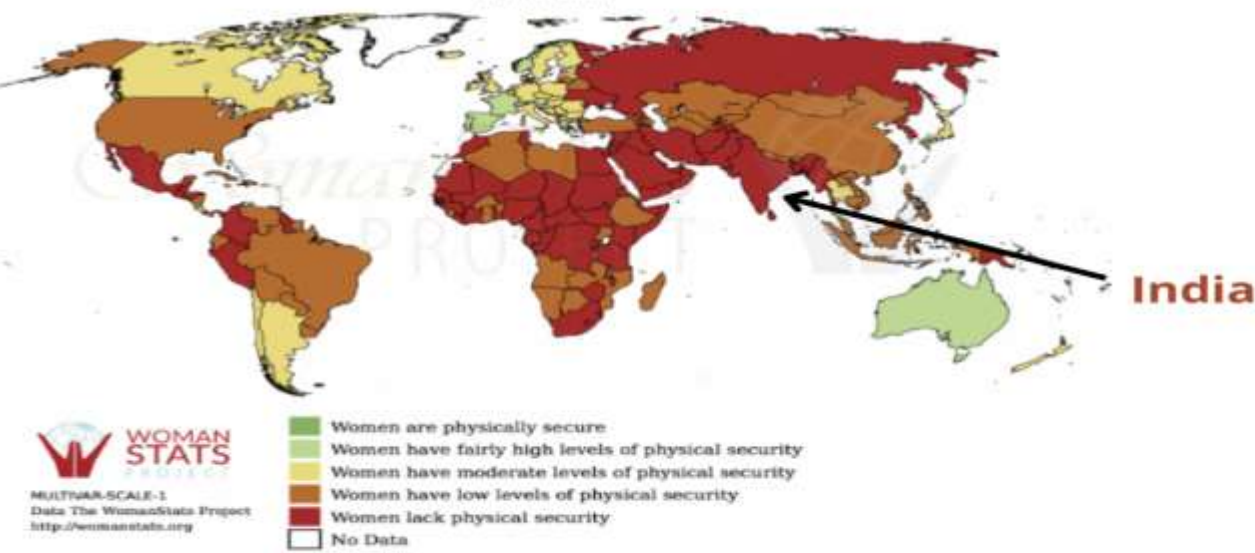 India
WOMAN
STATS
PROJECT
MULTIVAR-SCALE-1
Data The WomanStats Project
http://womanstats.org
Women are physically secure
Women have fairly high levels of physical security
Women have moderate levels of physical security
Women have low levels of physical security
Women lack physical security
No Data